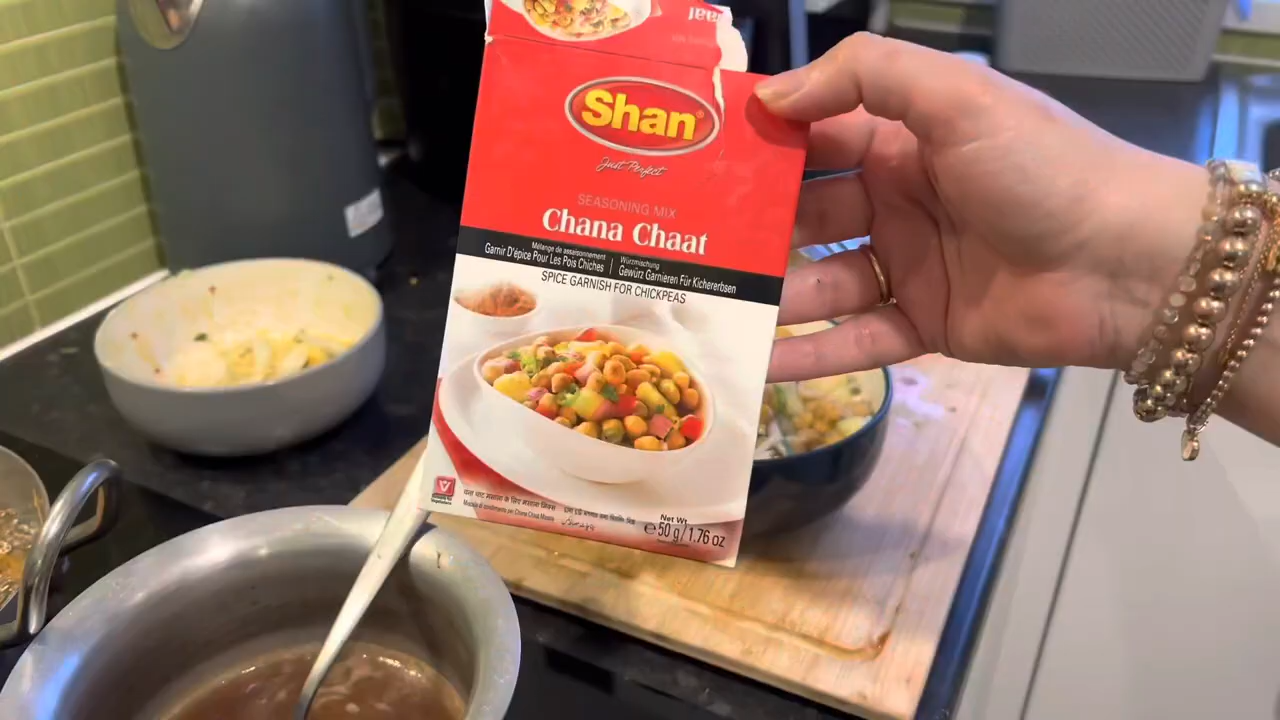 Shan®
Just Perfect
SEASONING MIX
Chana Chaat
Mélange de assaisonnement
Garnir D'épice Pour Les Pois Chiches
Würzmischung
Gewürz Garnieren Für Kichererbsen
SPICE GARNISH FOR CHICKPEAS
Net Wt.
e 50 g/1.76 oz